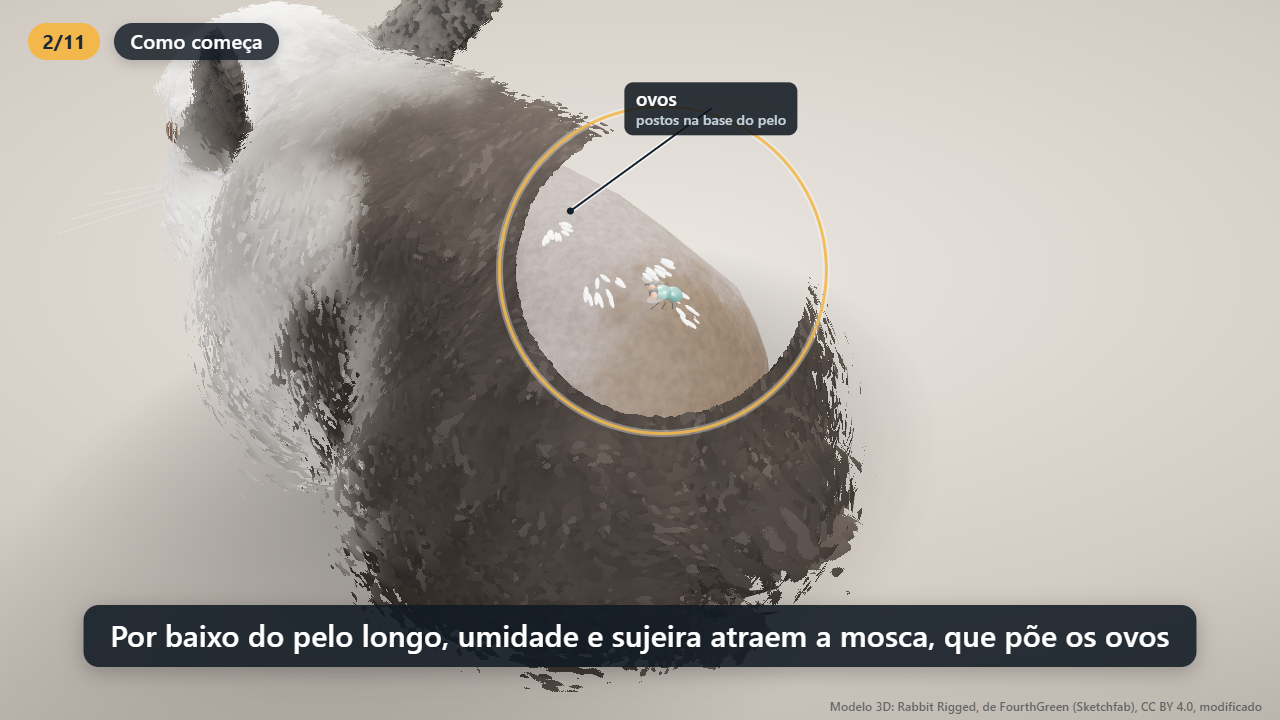 2/11
Como começa
ovos
postos na base do pelo
Por baixo do pelo longo, umidade e sujeira atraem a mosca, que põe os ovos
Modelo 3D: Rabbit Rigged, de FourthGreen (Sketchfab), CC BY 4.0, modificado